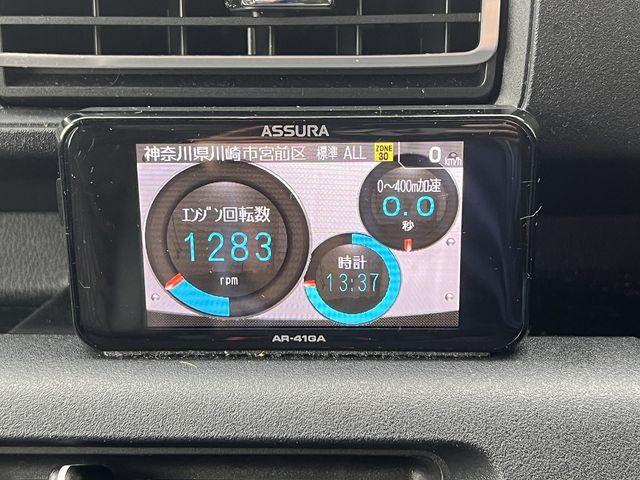 ASSURA
神奈川県川崎市宮前区 標準 ALL ZONE 30 0 km/h
エンジン回転数
1283
rpm
0~400m加速
0.0
秒
時計
13:37
AR-41GA